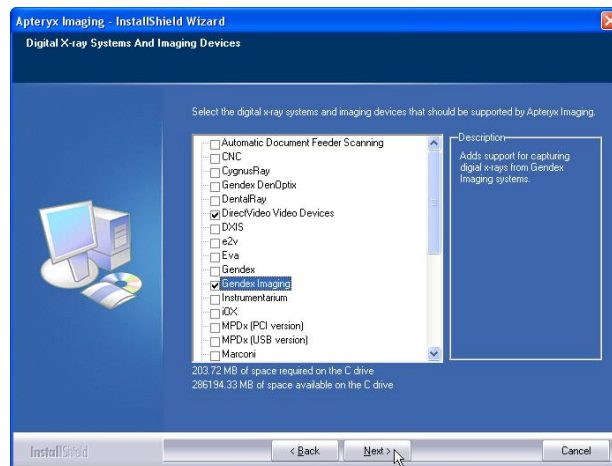 Apteryx Imaging - InstallShield Wizard
Digital X-ray Systems And Imaging Devices
Select the digital x-ray systems and imaging devices that should be supported by Apteryx Imaging.
Automatic Document Feeder Scanning
CNC
CygnusRay
Gendex DenOptix
DentalRay
DirectVideo Video Devices
DXIS
e2v
Eva
Gendex
Gendex Imaging
Instrumentarium
iOX
MPDx (PCI version)
MPDx (USB version)
Marconi
Description
Adds support for capturing
digial x-rays from Gendex
Imaging systems.
203.72 MB of space required on the C drive
286194.33 MB of space available on the C drive
InstallShield
< Back
Next >
Cancel